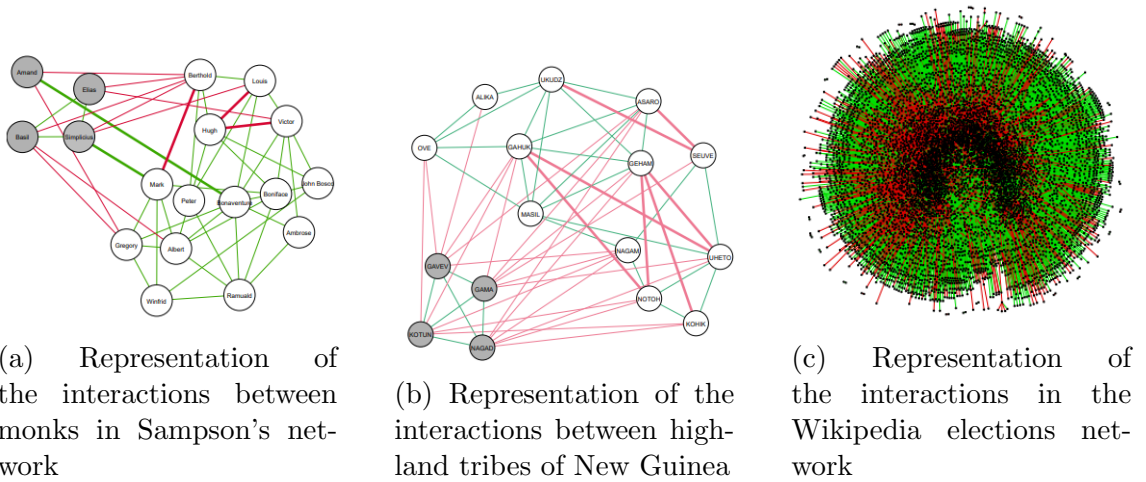 Amand
Berthold
Louis
Elias
Victor
Hugh
Basil
Simplicius
John Bosco
Mark
Boniface
Peter
Bonaventure
Ambrose
Gregory
Albert
Ramuald
Winfrid
UKUDZ
ALIKA
ASARO
OVE
GAHUK
SEUVE
GEHAM
MASIL
NAGAM
UHETO
GAVEV
GAMA
NOTOH
KOHIK
KOTUN
NAGAD
(a) Representation of
the interactions between
monks in Sampson's net-
work
(b) Representation of the
interactions between high-
land tribes of New Guinea
(c) Representation of
the interactions in the
Wikipedia elections net-
work